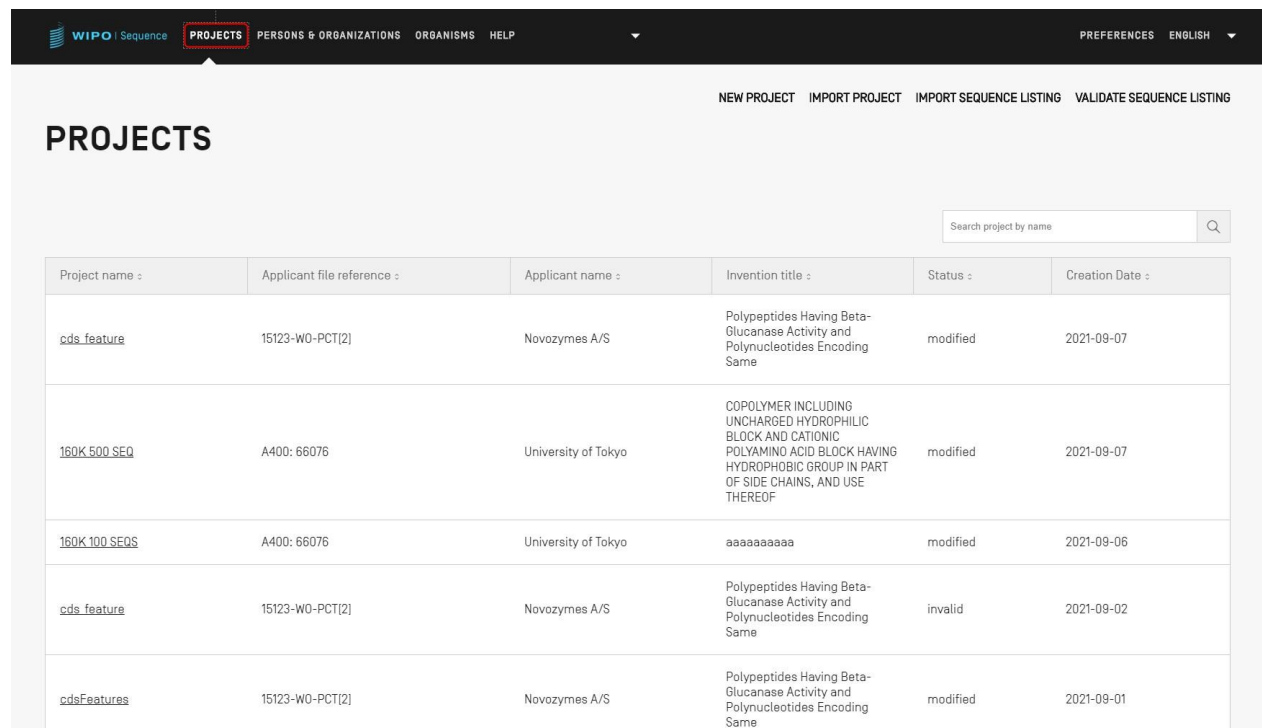 WIPO | Sequence PROJECTS PERSONS & ORGANIZATIONS ORGANISMS HELP PREFERENCES ENGLISH
NEW PROJECT IMPORT PROJECT IMPORT SEQUENCE LISTING VALIDATE SEQUENCE LISTING
PROJECTS
Search project by name
Project name Applicant file reference Applicant name Invention title Status Creation Date
cds_feature 15123-WO-PCT[2] Novozymes A/S
Polypeptides Having Beta-
Glucanase Activity and
Polynucleotides Encoding
Same
modified 2021-09-07
160K 500 SEQ A400: 66076 University of Tokyo
COPOLYMER INCLUDING
UNCHARGED HYDROPHILIC
BLOCK AND CATIONIC
POLYAMINO ACID BLOCK HAVING
HYDROPHOBIC GROUP IN PART
OF SIDE CHAINS, AND USE
THEREOF
modified 2021-09-07
160K 100 SEQS A400: 66076 University of Tokyo aaaaaaaaaa modified 2021-09-06
cds_feature 15123-WO-PCT[2] Novozymes A/S
Polypeptides Having Beta-
Glucanase Activity and
Polynucleotides Encoding
Same
invalid 2021-09-02
cdsFeatures 15123-WO-PCT[2] Novozymes A/S
Polypeptides Having Beta-
Glucanase Activity and
Polynucleotides Encoding
Same
modified 2021-09-01